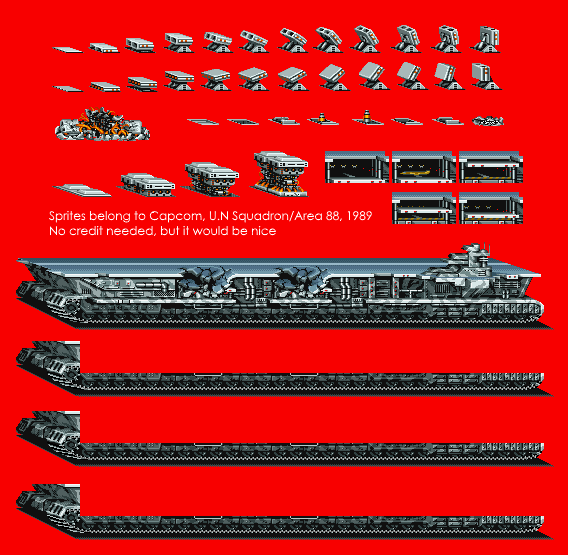 Sprites belong to Capcom, U.N Squadron/Area 88, 1989
No credit needed, but it would be nice